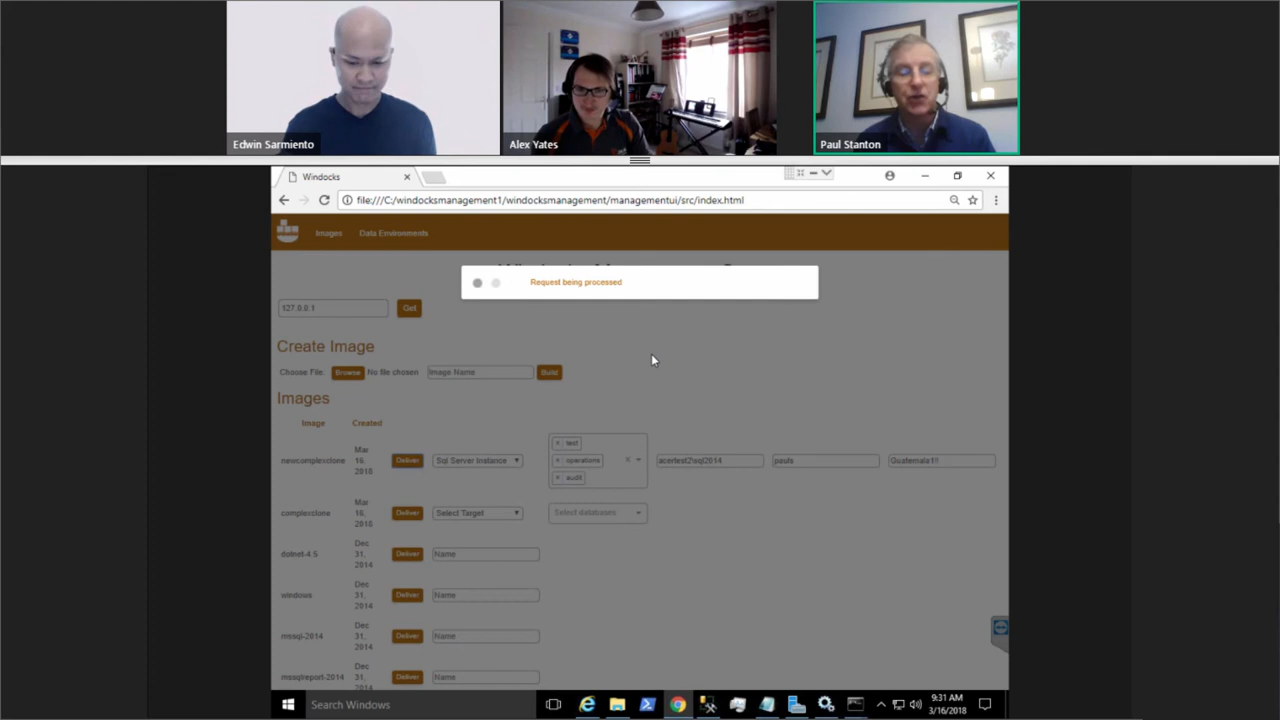 Edwin Sarmiento
Alex Yates
Paul Stanton
Windocks
file:///C:/windocksmanagement1/windocksmanagement/managementui/src/index.html
Images Data Environments
Request being processed
127.0.0.1 Get
Create Image
Choose File: Browse No file chosen Image Name Build
Images
Image Created
newcomplexclone Mar 16, 2018 Deliver Sql Server Instance × test × operations × audit acertest2\sql2014 pauls Guatemala1!!
complexclone Mar 16, 2018 Deliver Select Target Select databases
dotnet-4.5 Dec 31, 2014 Deliver Name
windows Dec 31, 2014 Deliver Name
mssql-2014 Dec 31, 2014 Deliver Name
mssqlreport-2014 Dec 31, 2014 Deliver Name
Search Windows
9:31 AM
3/16/2018